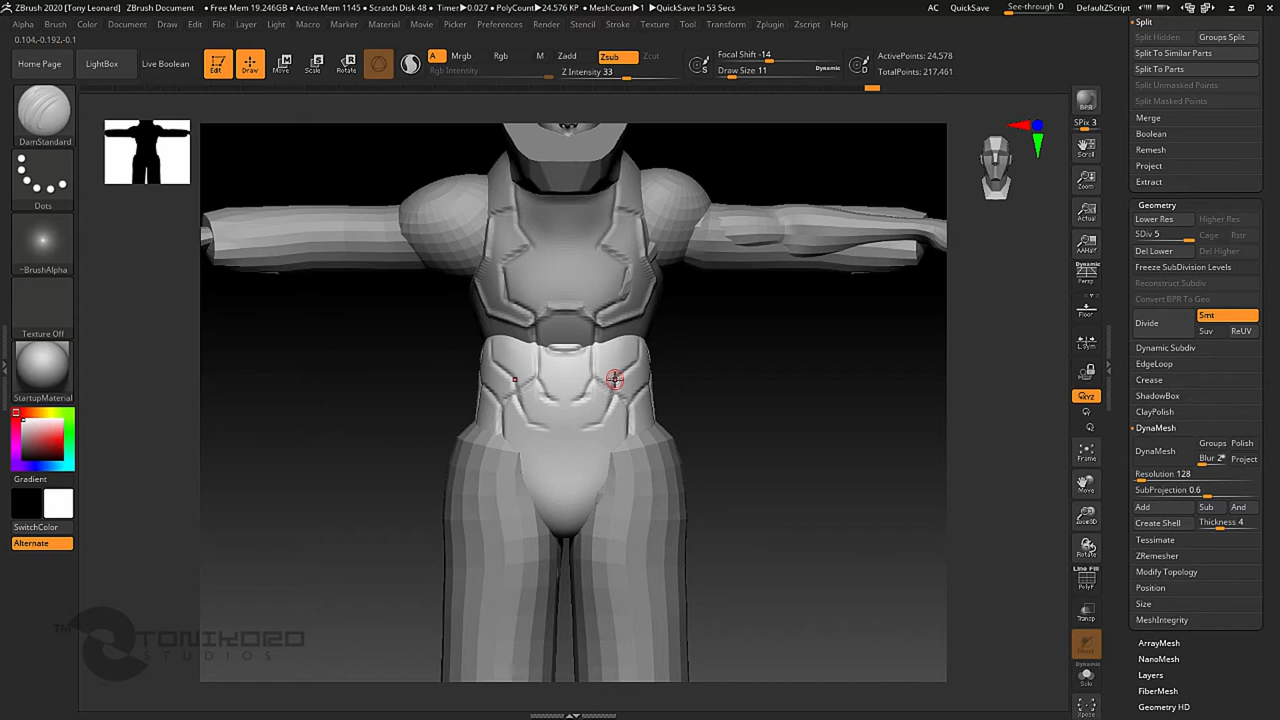 ZBrush 2020 [Tony Leonard]
ZBrush Document
• Free Mem 19.246GB • Active Mem 1145 • Scratch Disk 48 • Timer▶0.027 • PolyCount▶24.576 KP • MeshCount▶1 ▶QuickSave In 53 Secs
AC
QuickSave
See-through 0
Menus
DefaultZScript
Alpha
Brush
Color
Document
Draw
Edit
File
Layer
Light
Macro
Marker
Material
Movie
Picker
Preferences
Render
Stencil
Stroke
Texture
Tool
Transform
Zplugin
Zscript
Help
0.104,-0.192,-0.1
Home Page
LightBox
Live Boolean
Edit
Draw
Move
Scale
Rotate
A
Mrgb
Rgb
M
Zadd
Zsub
Zcut
Rgb Intensity
Z Intensity 33
Focal Shift -14
Draw Size 11
Dynamic
S
D
ActivePoints: 24,578
TotalPoints: 217,461
DamStandard
Dots
~BrushAlpha
Texture Off
StartupMaterial
Gradient
SwitchColor
Alternate
TM
TONIKORO
STUDIOS
BPR
SPix 3
Scroll
Zoom
Actual
AAHalf
Dynamic
Persp
Floor
L.Sym
XYZ
Frame
Move
Zoom3D
Rotate
Line Fill
PolyF
Transp
Ghost
Dynamic
Solo
Xpose
Split
Split Hidden
Groups Split
Split To Similar Parts
Split To Parts
Split Unmasked Points
Split Masked Points
Merge
Boolean
Remesh
Project
Extract
Geometry
Lower Res
Higher Res
SDiv 5
Cage
Rstr
Del Lower
Del Higher
Freeze SubDivision Levels
Reconstruct Subdiv
Convert BPR To Geo
Divide
Smt
Suv
ReUV
Dynamic Subdiv
EdgeLoop
Crease
ShadowBox
ClayPolish
DynaMesh
DynaMesh
Groups
Polish
Blur 2
Project
Resolution 128
SubProjection 0.6
Add
Sub
And
Create Shell
Thickness 4
Tessimate
ZRemesher
Modify Topology
Position
Size
MeshIntegrity
ArrayMesh
NanoMesh
Layers
FiberMesh
Geometry HD